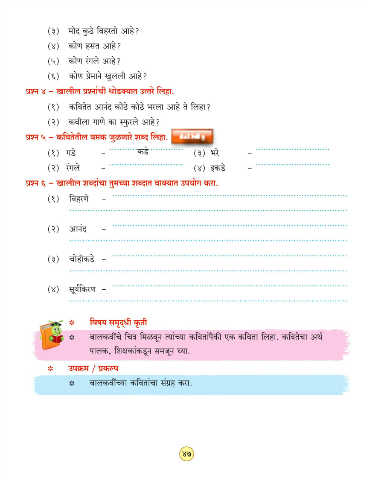 (३) मोद कुठे विहरतो आहे?
(४) कोण हसत आहे?
(५) कोण रंगले आहे?
(६) कोण प्रेमाने खुलली आहे?
प्रश्न ४ – खालील प्रश्नांची थोडक्यात उत्तरे लिहा.
(१) कवितेत आनंद कोठे कोठे भरला आहे ते लिहा?
(२) कवीला गाणे का स्फुरले आहे?
प्रश्न ५ – कवितेतील यमक जुळणारे शब्द लिहा.
(१) गडे – कडे (३) भरे –
(२) रंगले – (४) इकडे –
प्रश्न ६ – खालील शब्दांचा तुमच्या शब्दात वाक्यात उपयोग करा.
(१) विहरणे –
(२) आनंद –
(३) चोहीकडे –
(४) सूर्यकिरण –
विषय समृद्धी कृती
बालकवींचे चित्र मिळवून त्यांच्या कवितांपैकी एक कविता लिहा. कवितेचा अर्थ
पालक, शिक्षकांकडून समजून घ्या.
उपक्रम / प्रकल्प
बालकवींच्या कवितांचा संग्रह करा.
४७